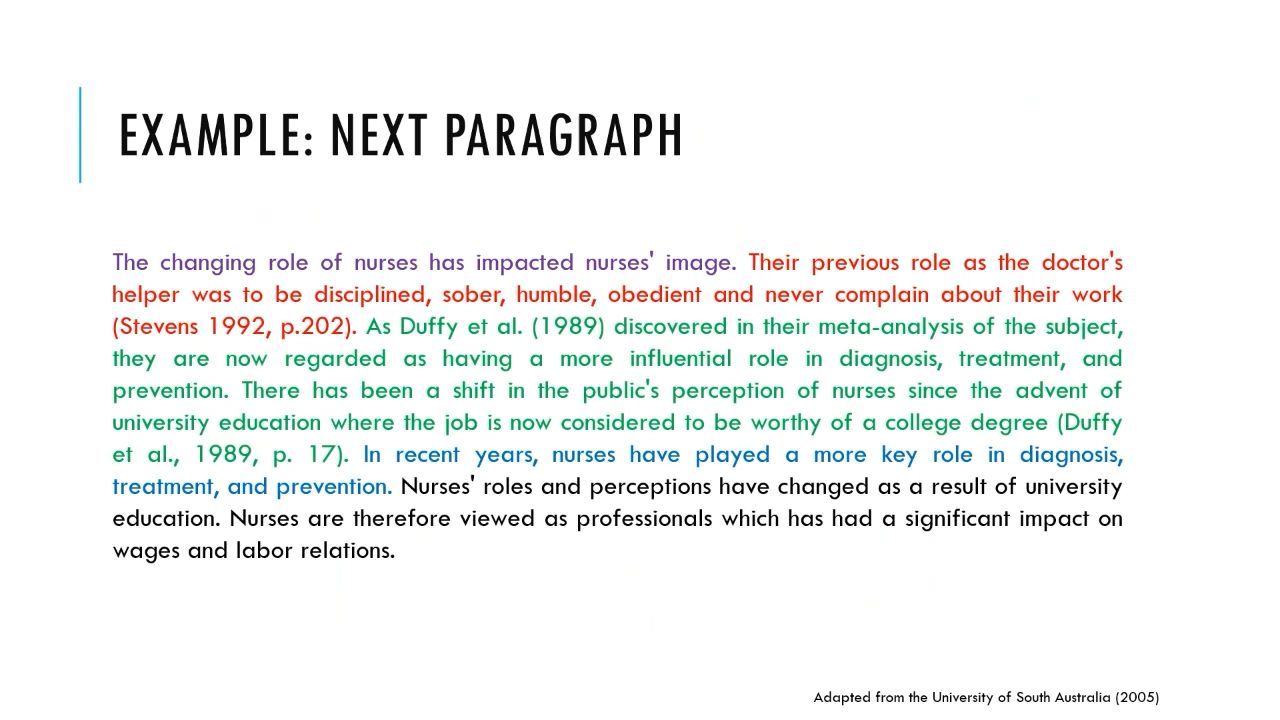 EXAMPLE: NEXT PARAGRAPH
The changing role of nurses has impacted nurses' image. Their previous role as the doctor's
helper was to be disciplined, sober, humble, obedient and never complain about their work
(Stevens 1992, p.202). As Duffy et al. (1989) discovered in their meta-analysis of the subject,
they are now regarded as having a more influential role in diagnosis, treatment, and
prevention. There has been a shift in the public's perception of nurses since the advent of
university education where the job is now considered to be worthy of a college degree (Duffy
et al., 1989, p. 17). In recent years, nurses have played a more key role in diagnosis,
treatment, and prevention. Nurses' roles and perceptions have changed as a result of university
education. Nurses are therefore viewed as professionals which has had a significant impact on
wages and labor relations.
Adapted from the University of South Australia (2005)